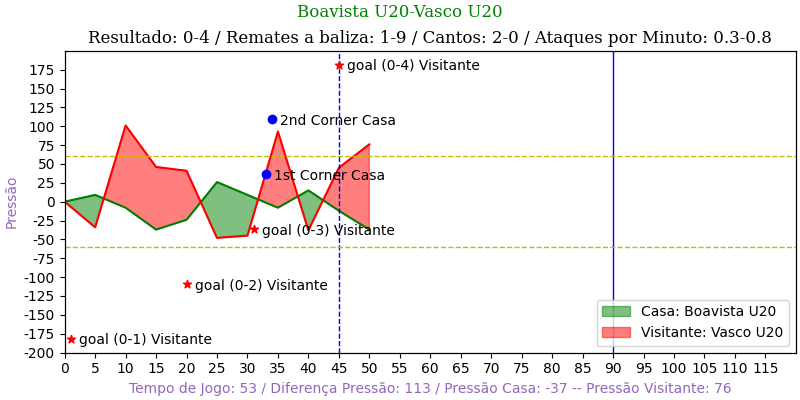 Boavista U20-Vasco U20
Resultado: 0-4 / Remates a baliza: 1-9 / Cantos: 2-0 / Ataques por Minuto: 0.3-0.8
Pressão
175
150
125
100
75
50
25
0
-25
-50
-75
-100
-125
-150
-175
-200
goal (0-4) Visitante
2nd Corner Casa
1st Corner Casa
goal (0-3) Visitante
goal (0-2) Visitante
goal (0-1) Visitante
Casa: Boavista U20
Visitante: Vasco U20
0 5 10 15 20 25 30 35 40 45 50 55 60 65 70 75 80 85 90 95 100 105 110 115
Tempo de Jogo: 53 / Diferença Pressão: 113 / Pressão Casa: -37 -- Pressão Visitante: 76